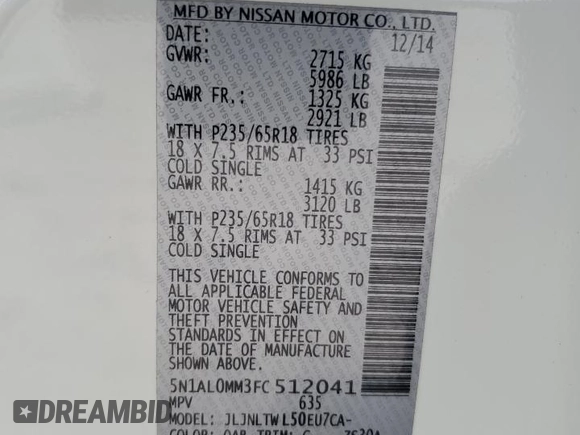 MFD BY NISSAN MOTOR CO., LTD.
DATE: 12/14
GVWR: 2715 KG
5986 LB
GAWR FR.: 1325 KG
2921 LB
WITH P235/65R18 TIRES
18 X 7.5 RIMS AT 33 PSI
COLD SINGLE
GAWR RR.: 1415 KG
3120 LB
WITH P235/65R18 TIRES
18 X 7.5 RIMS AT 33 PSI
COLD SINGLE
THIS VEHICLE CONFORMS TO
ALL APPLICABLE FEDERAL
MOTOR VEHICLE SAFETY AND
THEFT PREVENTION
STANDARDS IN EFFECT ON
THE DATE OF MANUFACTURE
SHOWN ABOVE.
5N1AL0MM3FC512041
MPV 635
MODEL: JLJNLTWL50EU7CA-
COLOR: QAB TRIM: G
DREAMBID.com